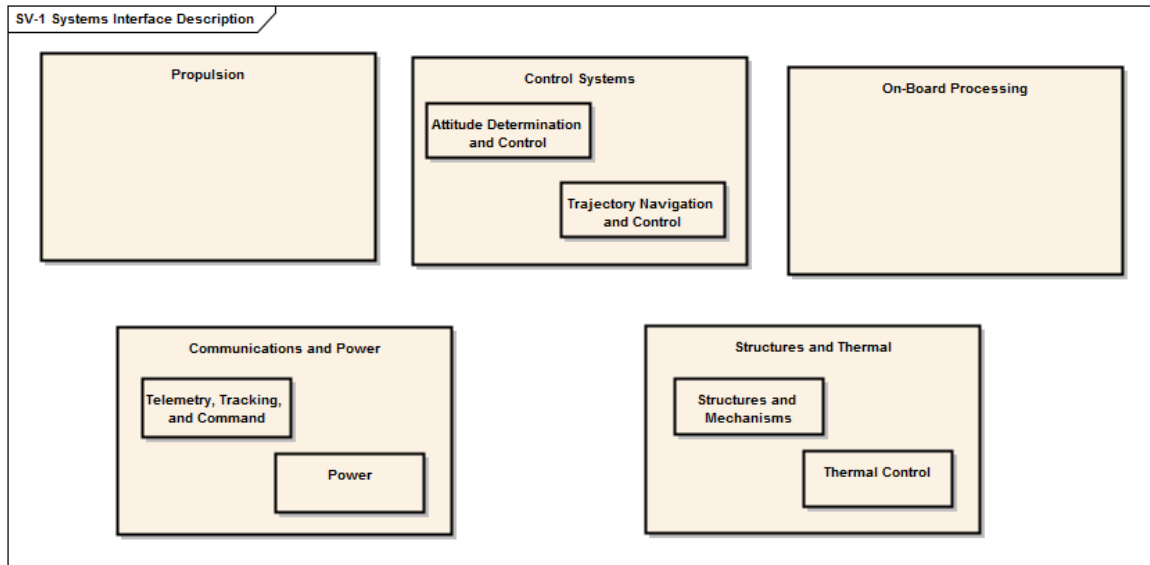 SV-1 Systems Interface Description
Propulsion
Control Systems
Attitude Determination
and Control
Trajectory Navigation
and Control
On-Board Processing
Communications and Power
Telemetry, Tracking,
and Command
Power
Structures and Thermal
Structures and
Mechanisms
Thermal Control